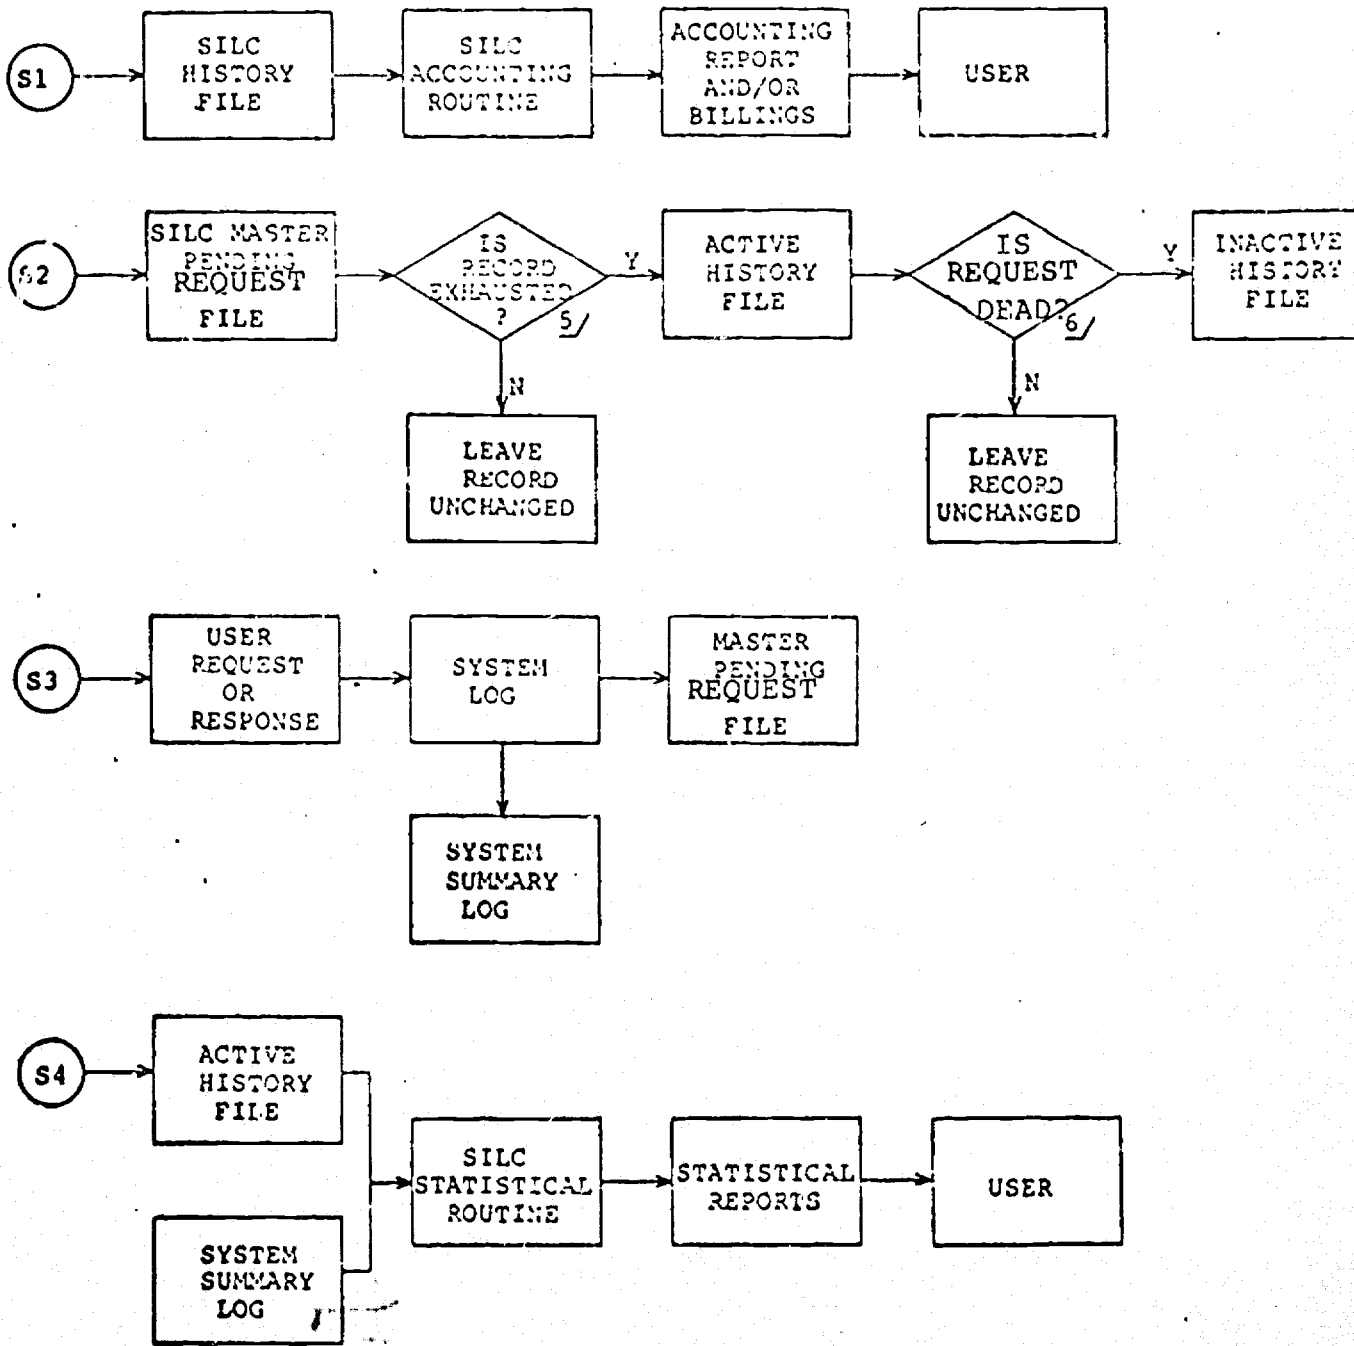 S1
SILC
HISTORY
FILE
SILC
ACCOUNTING
ROUTINE
ACCOUNTING
REPORT
AND/OR
BILLINGS
USER
S2
SILC MASTER
PENDING
REQUEST
FILE
IS
RECORD
EXHAUSTED
?
5/
Y
N
LEAVE
RECORD
UNCHANGED
ACTIVE
HISTORY
FILE
IS
REQUEST
DEAD?
6/
Y
N
LEAVE
RECORD
UNCHANGED
INACTIVE
HISTORY
FILE
S3
USER
REQUEST
OR
RESPONSE
SYSTEM
LOG
MASTER
PENDING
REQUEST
FILE
SYSTEM
SUMMARY
LOG
S4
ACTIVE
HISTORY
FILE
SYSTEM
SUMMARY
LOG
SILC
STATISTICAL
ROUTINE
STATISTICAL
REPORTS
USER